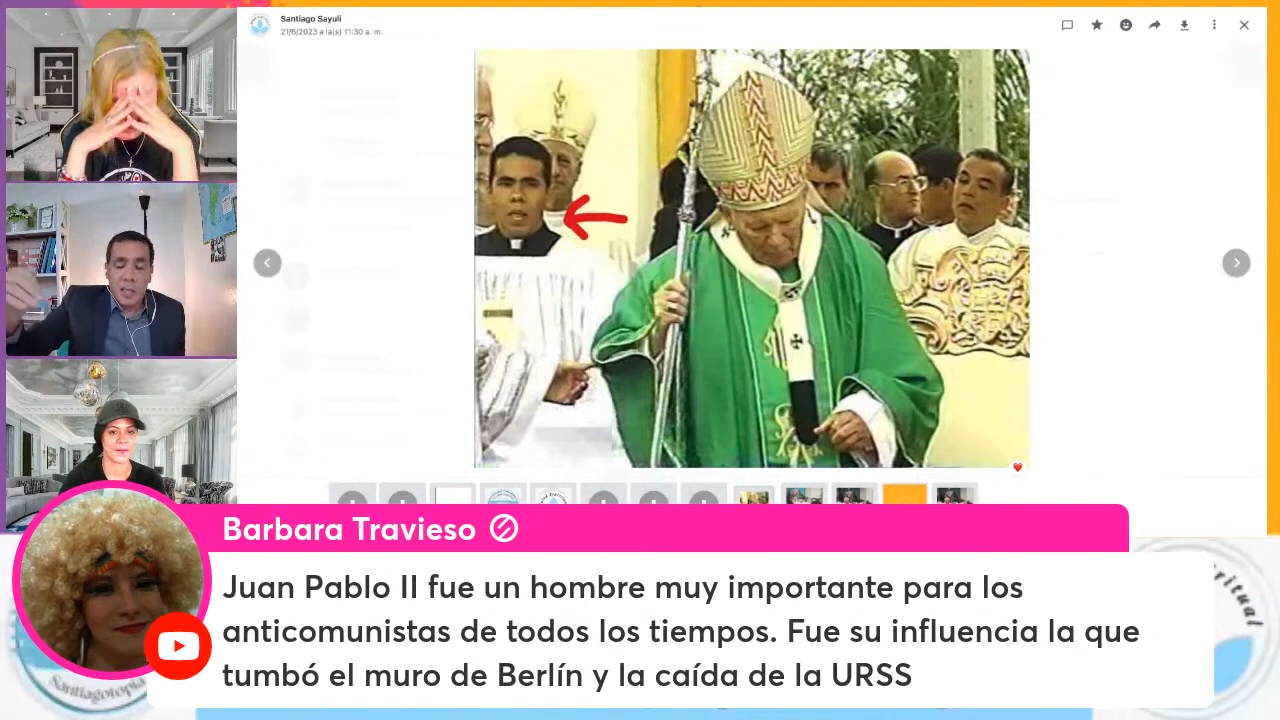 Santiago Sayuli
21/6/2023 a la(s) 11:30 a. m.
Barbara Travieso
Juan Pablo II fue un hombre muy importante para los
anticomunistas de todos los tiempos. Fue su influencia la que
tumbó el muro de Berlín y la caída de la URSS
Santiagotopia